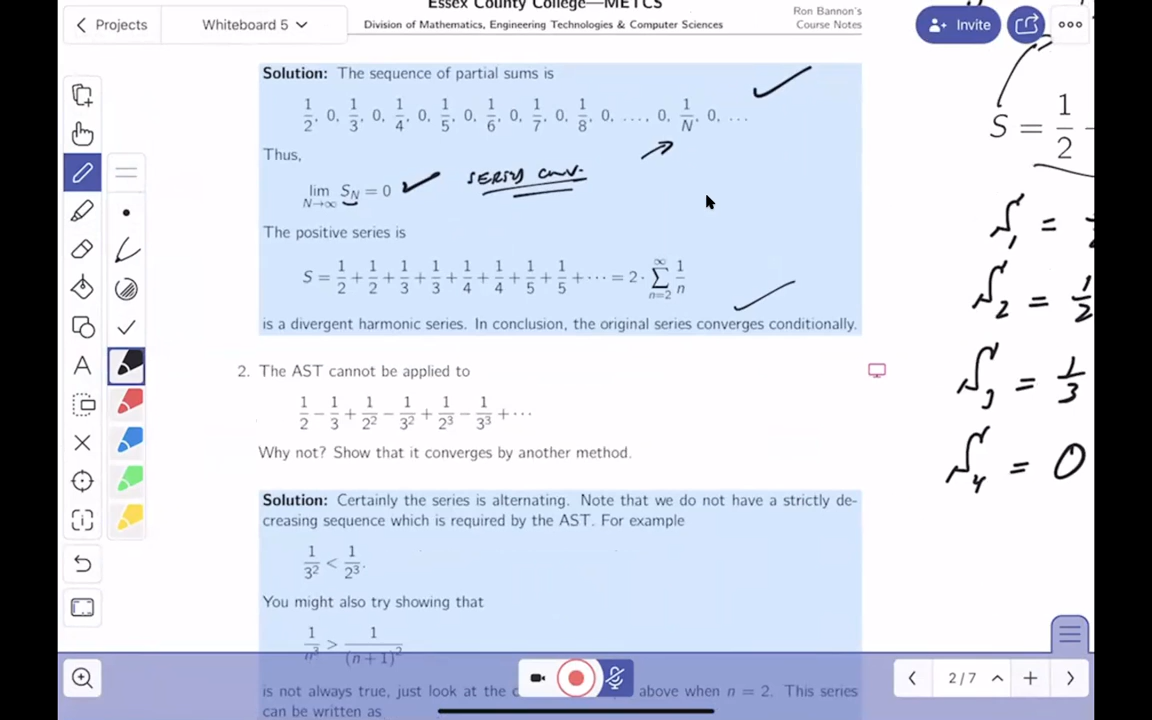 Essex County College—METCS
Division of Mathematics, Engineering Technologies & Computer Sciences
Ron Bannon's
Course Notes
Projects
Whiteboard 5
Invite
Solution: The sequence of partial sums is
1/2, 0, 1/3, 0, 1/4, 0, 1/5, 0, 1/6, 0, 1/7, 0, 1/8, 0, ..., 0, 1/N, 0, ...
Thus,
lim N→∞ S_N = 0
SERIES CONV.
The positive series is
S = 1/2 + 1/2 + 1/3 + 1/3 + 1/4 + 1/4 + 1/5 + 1/5 + ··· = 2 · ∑_{n=2}^{∞} 1/n
is a divergent harmonic series. In conclusion, the original series converges conditionally.
2. The AST cannot be applied to
1/2 − 1/3 + 1/2² − 1/3² + 1/2³ − 1/3³ + ···
Why not? Show that it converges by another method.
Solution: Certainly the series is alternating. Note that we do not have a strictly de-
creasing sequence which is required by the AST. For example
1/3² < 1/2³.
You might also try showing that
1/n³ > 1/(n + 1)²
is not always true, just look at the above when n = 2. This series
can be written as
S = 1/2 −
S₁ =
S₂ = 1/2
S₃ = 1/3
S₄ = 0
A
2/7